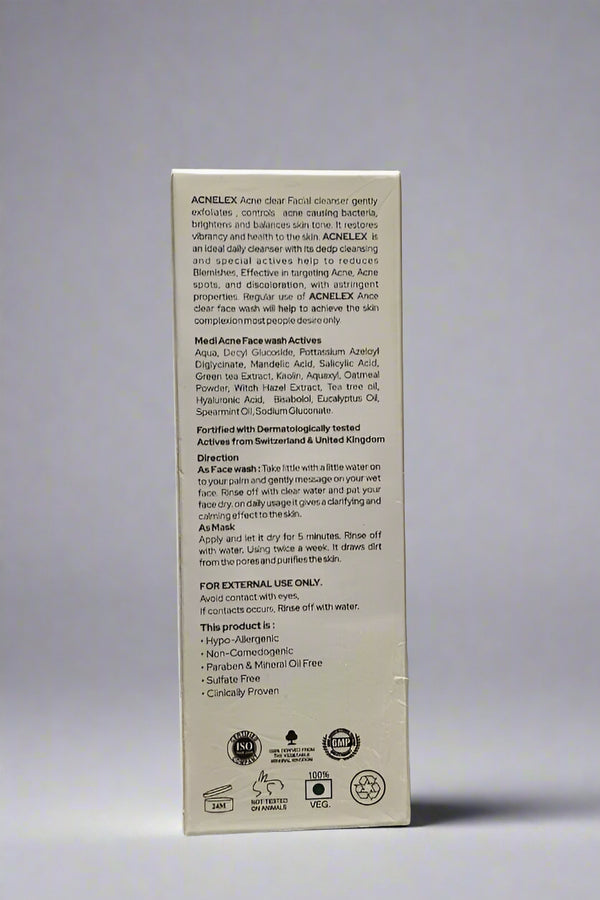 ACNELEX Acne clear Facial cleanser gently
exfoliates , controls acne causing bacteria,
brightens and balances skin tone. It restores
vibrancy and health to the skin. ACNELEX is
an ideal daily cleanser with its dedp cleansing
and special actives help to reduces
Blemishes, Effective in targeting Acne, Acne
spots, and discoloration, with astringent
properties. Regular use of ACNELEX Ance
clear face wash will help to achieve the skin
complexion most people desire only.
Medi Acne Face wash Actives
Aqua, Decyl Glucoside, Pottassium Azeloyl
Diglycinate, Mandelic Acid, Salicylic Acid,
Green tea Extract, Kaolin, Aquaxyl, Oatmeal
Powder, Witch Hazel Extract, Tea tree oil,
Hyaluronic Acid, Bisabolol, Eucalyptus Oil,
Spearmint Oil, Sodium Gluconate.
Fortified with Dermatologically tested
Actives from Switzerland & United Kingdom
Direction
As Face wash : Take little with a little water on
to your palm and gently message on your wet
face. Rinse off with clear water and pat your
face dry. on daily usage it gives a clarifying and
calming effect to the skin.
As Mask
Apply and let it dry for 5 minutes. Rinse off
with water. Using twice a week. It draws dirt
from the pores and purifies the skin.
FOR EXTERNAL USE ONLY.
Avoid contact with eyes,
If contacts occurs, Rinse off with water.
This product is :
• Hypo-Allergenic
• Non-Comedogenic
• Paraben & Mineral Oil Free
• Sulfate Free
• Clinically Proven
CERTIFIED ISO COMPANY
100% DERIVED FROM
THE VEGETABLE
MINERAL KINGDOM
GMP
24M
NOT TESTED
ON ANIMALS
100%
VEG.